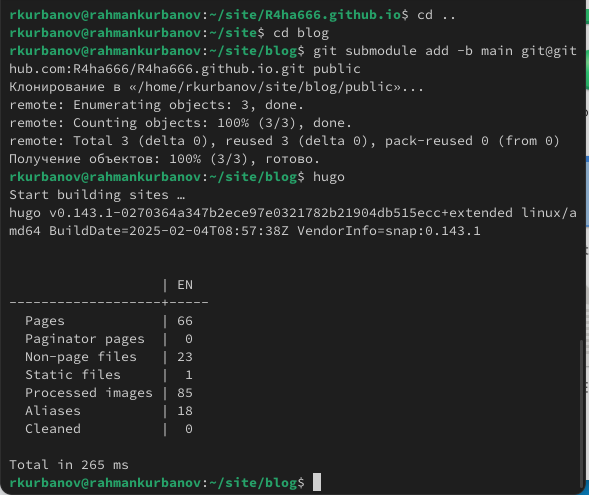 rkurbanov@rahmankurbanov:~/site/R4ha666.github.io$ cd ..
rkurbanov@rahmankurbanov:~/site$ cd blog
rkurbanov@rahmankurbanov:~/site/blog$ git submodule add -b main git@git
hub.com:R4ha666/R4ha666.github.io.git public
Клонирование в «/home/rkurbanov/site/blog/public»...
remote: Enumerating objects: 3, done.
remote: Counting objects: 100% (3/3), done.
remote: Total 3 (delta 0), reused 3 (delta 0), pack-reused 0 (from 0)
Получение объектов: 100% (3/3), готово.
rkurbanov@rahmankurbanov:~/site/blog$ hugo
Start building sites …
hugo v0.143.1-0270364a347b2ece97e0321782b21904db515ecc+extended linux/a
md64 BuildDate=2025-02-04T08:57:38Z VendorInfo=snap:0.143.1
                   | EN
-------------------+-----
  Pages            | 66
  Paginator pages  |  0
  Non-page files   | 23
  Static files     |  1
  Processed images | 85
  Aliases          | 18
  Cleaned          |  0
Total in 265 ms
rkurbanov@rahmankurbanov:~/site/blog$